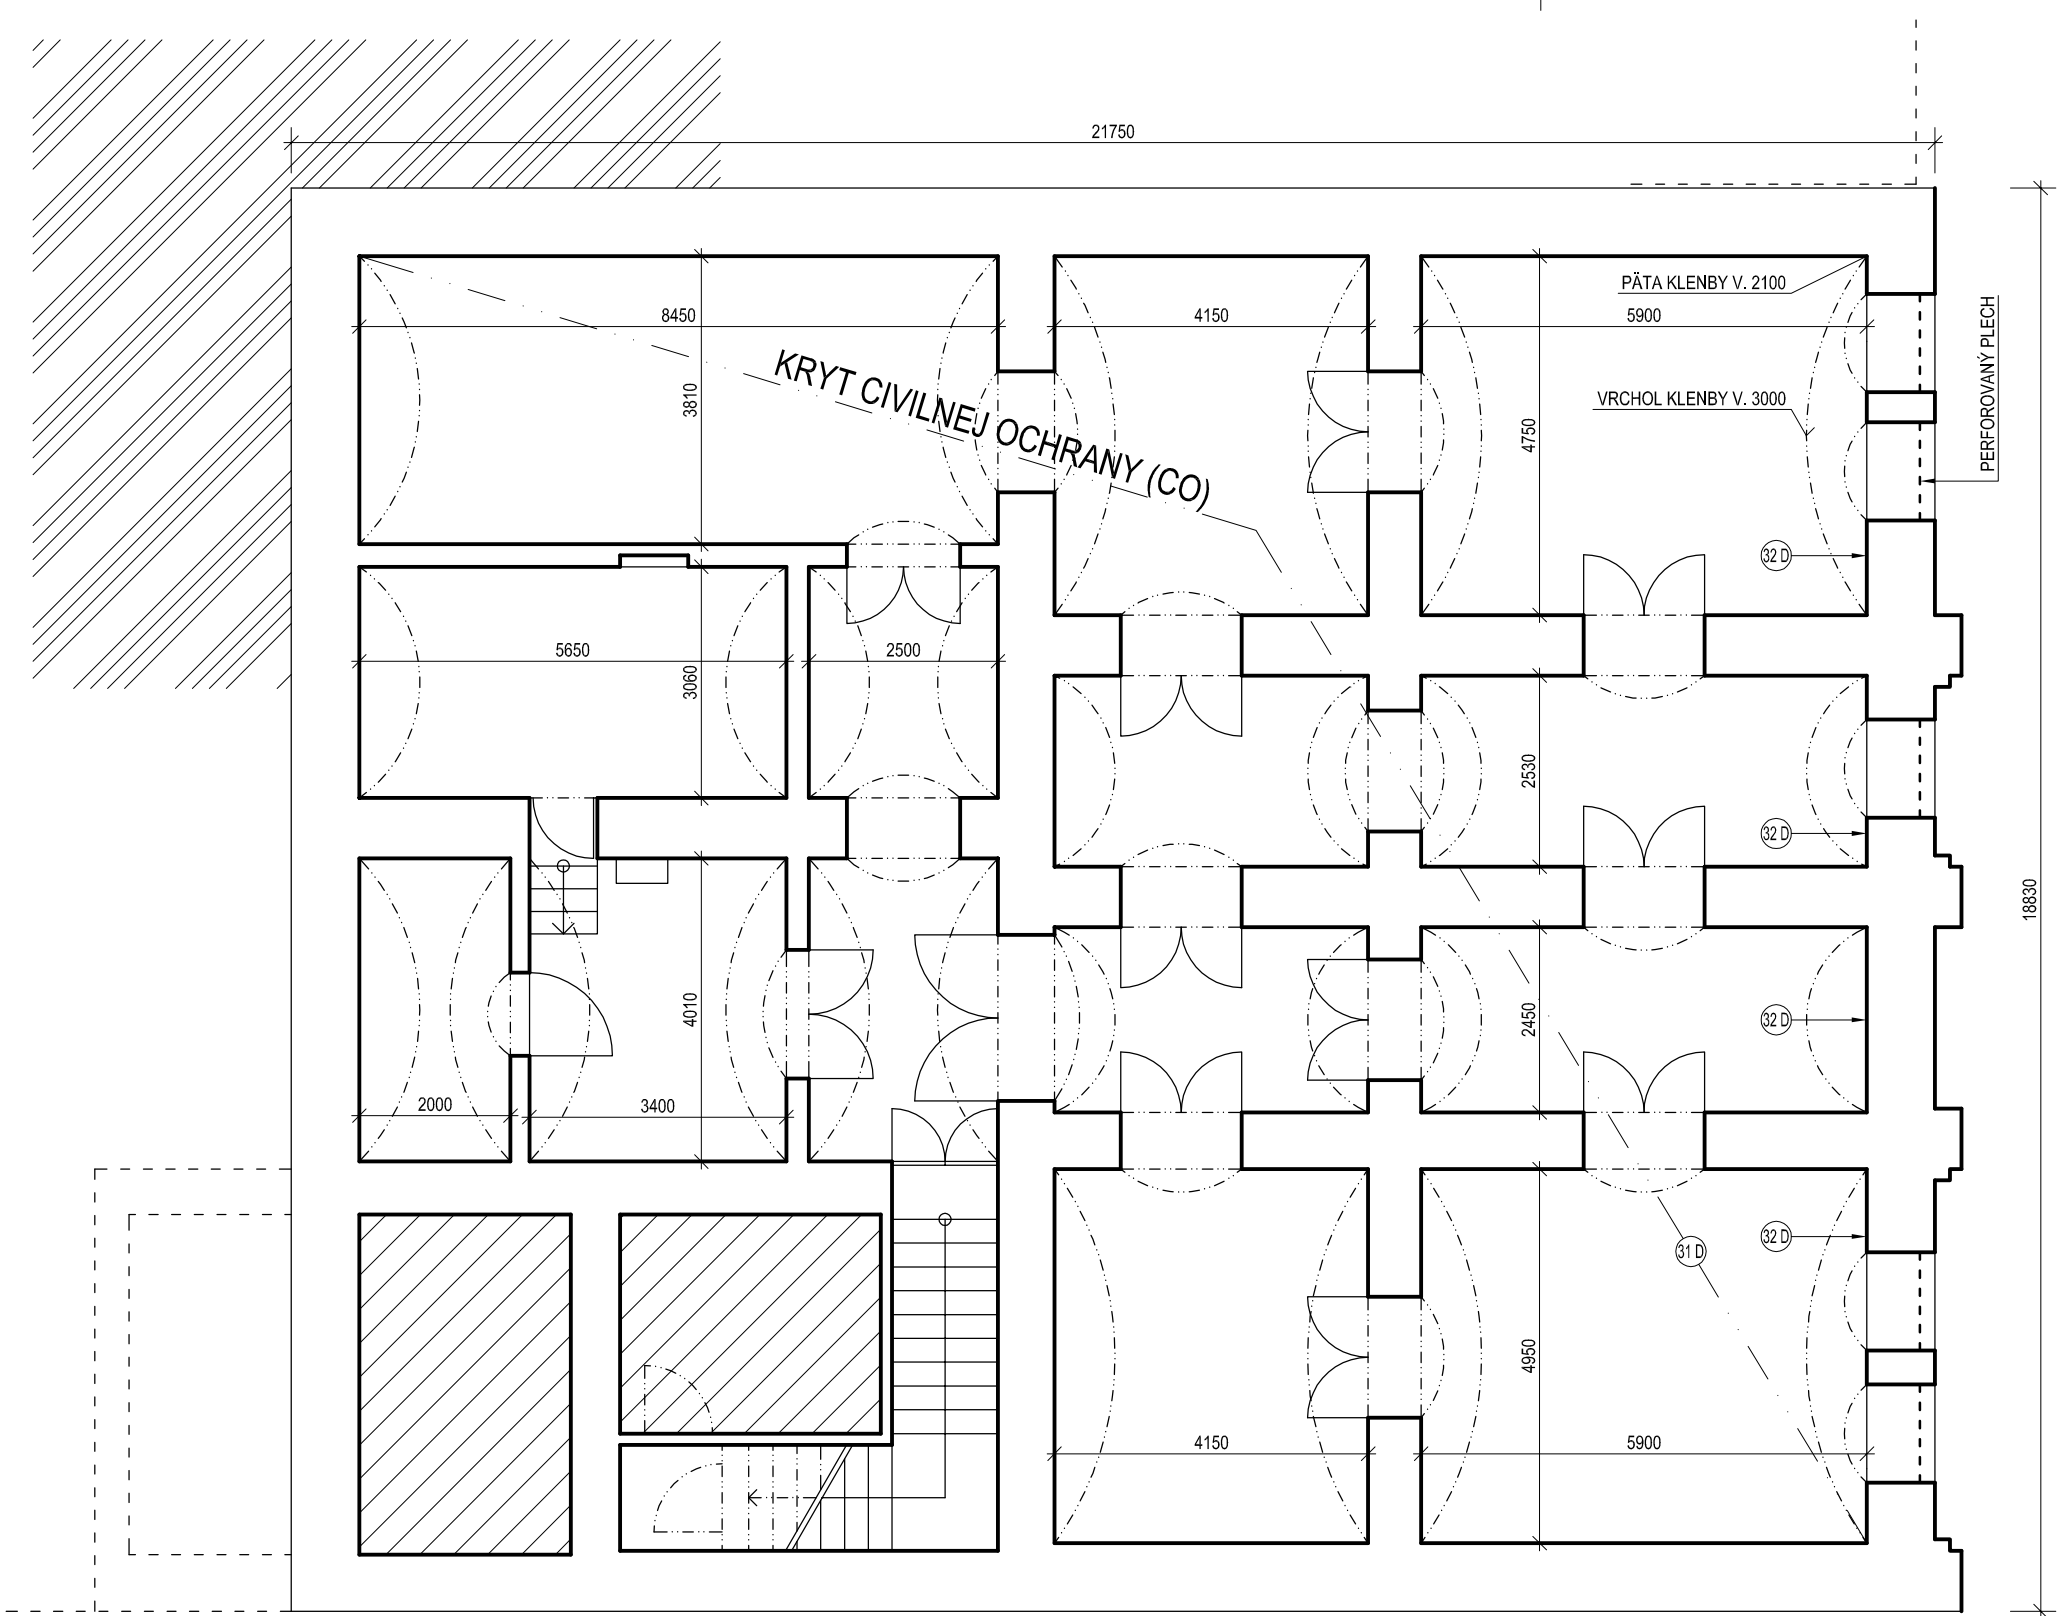 21750
PÄTA KLENBY V. 2100
8450
4150
5900
KRYT CIVILNEJ OCHRANY (CO)
3810
4750
VRCHOL KLENBY V. 3000
PERFOROVANÝ PLECH
32 D
5650
2500
3060
2530
32 D
18830
4010
2450
32 D
2000
3400
32 D
31 D
4950
4150
5900